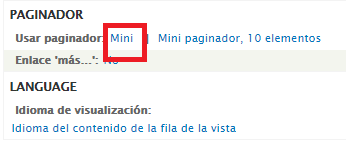 PAGINADOR
Usar paginador: Mini | Mini paginador, 10 elementos
Enlace 'más...': No
LANGUAGE
Idioma de visualización:
Idioma del contenido de la fila de la vista